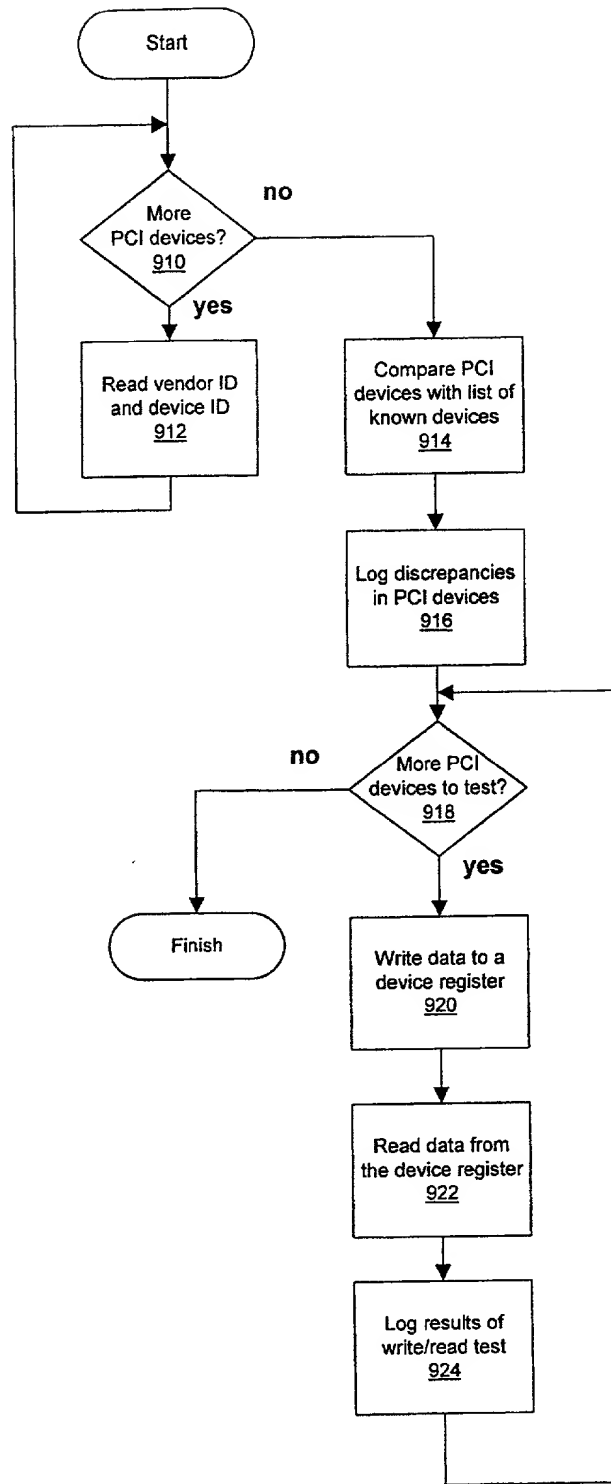 Start
no
More
PCI devices?
910
yes
Read vendor ID
and device ID
912
Compare PCI
devices with list of
known devices
914
Log discrepancies
in PCI devices
916
no
More PCI
devices to test?
918
yes
Finish
Write data to a
device register
920
Read data from
the device register
922
Log results of
write/read test
924